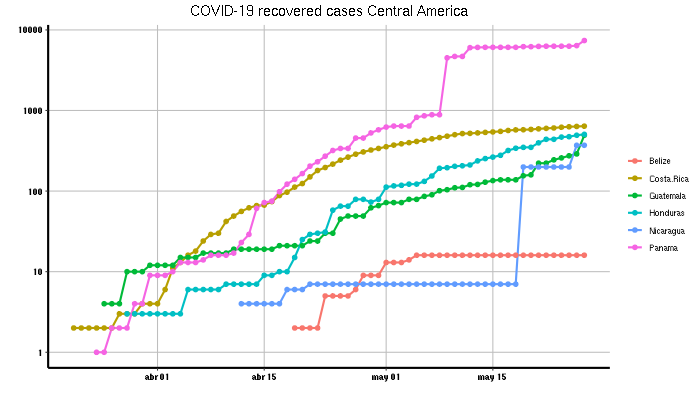 COVID-19 recovered cases Central America
10000
1000
100
10
1
abr 01
abr 15
may 01
may 15
Belize
Costa.Rica
Guatemala
Honduras
Nicaragua
Panama